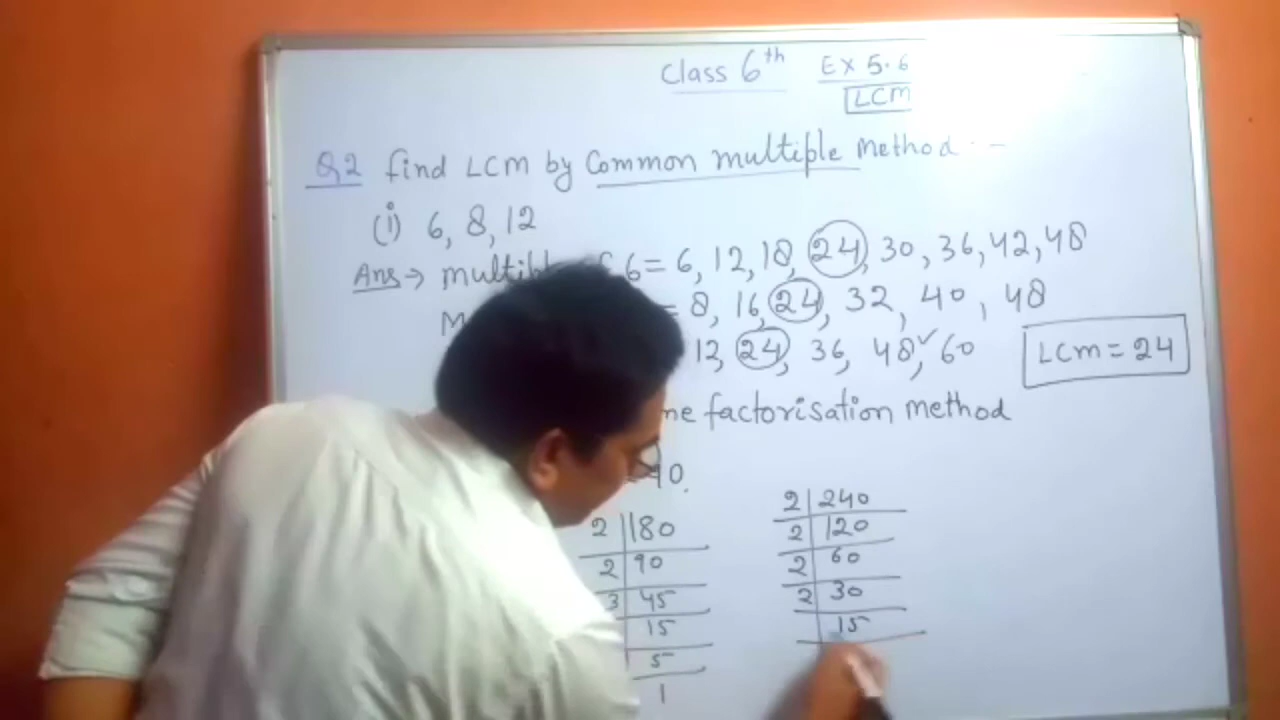 Class 6th EX 5.6
LCM
Q2 find LCM by Common multiple Method
(i) 6, 8, 12
Ans → multiple of 6 = 6, 12, 18, 24, 30, 36, 42, 48
= 8, 16, 24, 32, 40, 48
12, 24, 36, 48, 60
LCM = 24
factorisation method
2 180
2 90
3 45
15
5
1
2 240
2 120
2 60
2 30
15